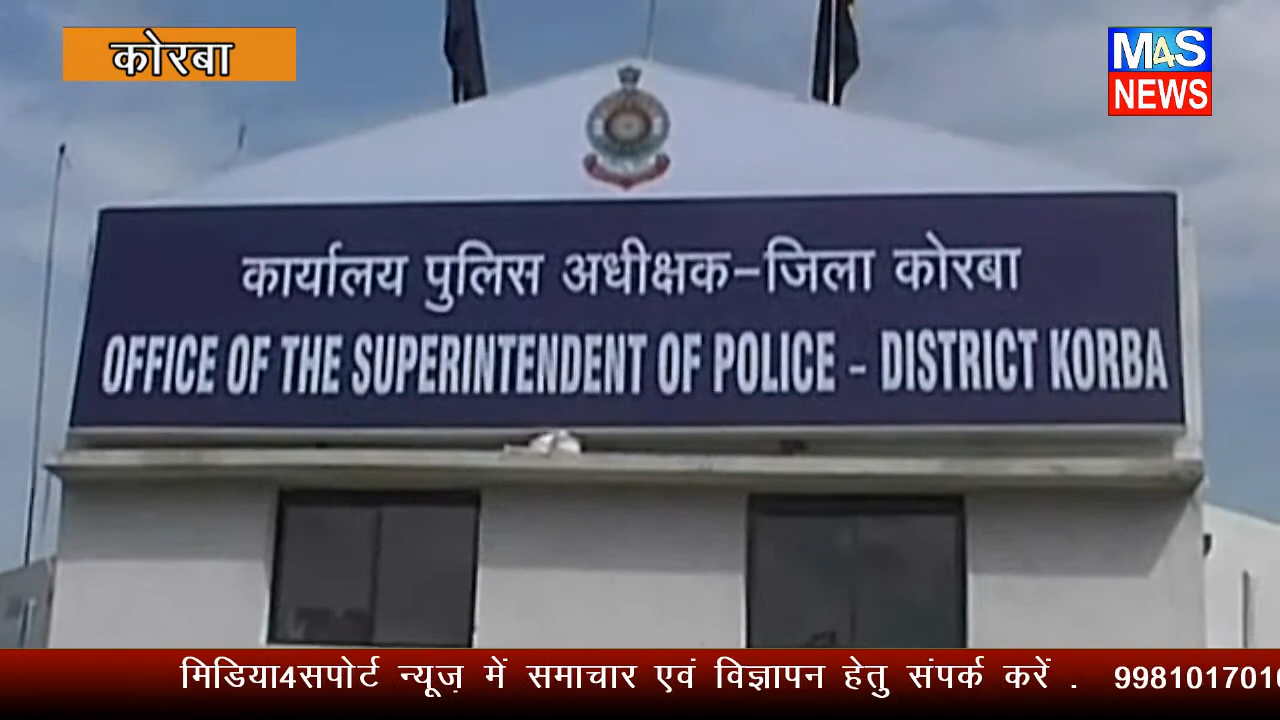 कोरबा
M4S
NEWS
कार्यालय पुलिस अधीक्षक-जिला कोरबा
OFFICE OF THE SUPERINTENDENT OF POLICE - DISTRICT KORBA
मिडिया4सपोर्ट न्यूज़ में समाचार एवं विज्ञापन हेतु संपर्क करें . 9981017010